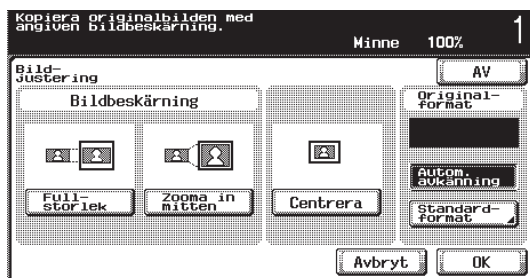 Kopiera originalbilden med
angiven bildbeskärning.
Minne 100% 1
Bild-
justering
AV
Bildbeskärning
Original-
format
Full-
storlek
Zooma in
mitten
Centrera
Autom.
avkänning
Standard-
format
Avbryt
OK